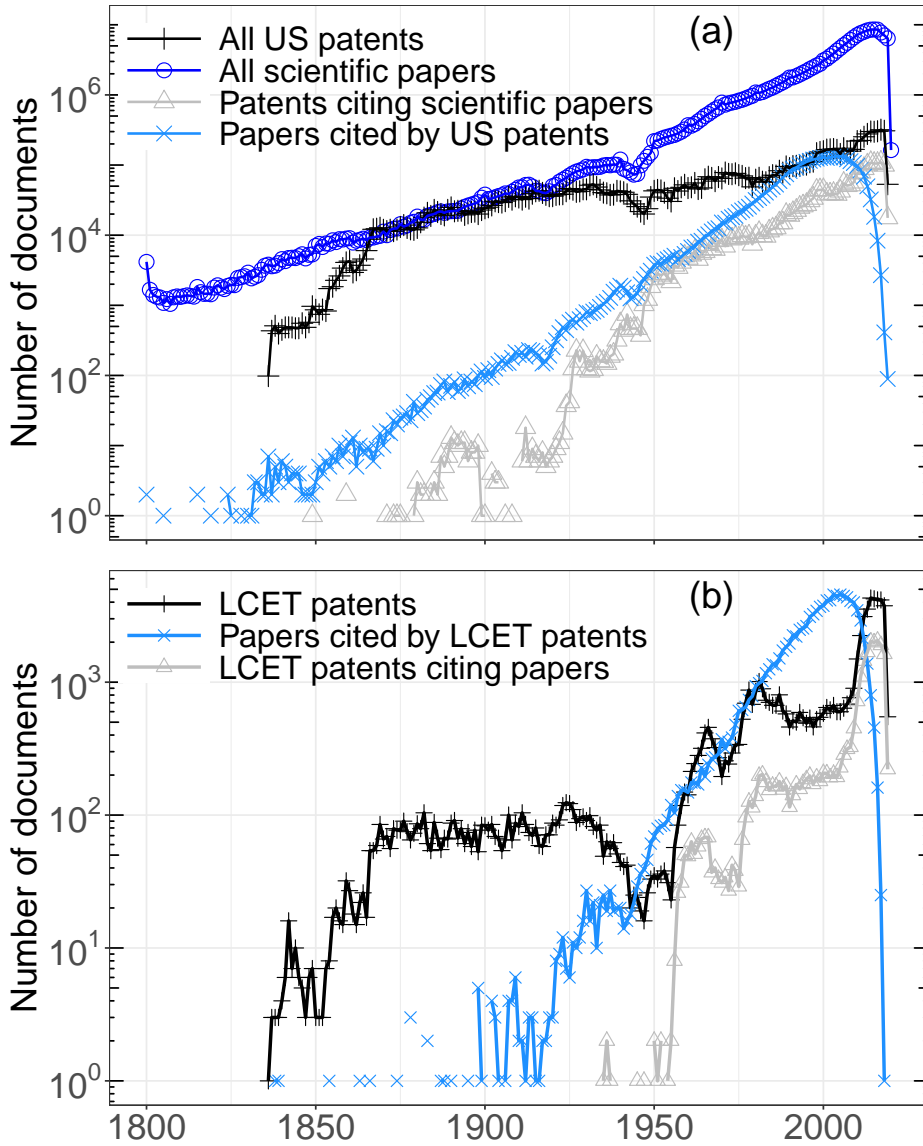 (a)
All US patents
All scientific papers
Patents citing scientific papers
Papers cited by US patents
Number of documents
10^6
10^4
10^2
10^0
(b)
LCET patents
Papers cited by LCET patents
LCET patents citing papers
Number of documents
10^3
10^2
10^1
10^0
1800 1850 1900 1950 2000